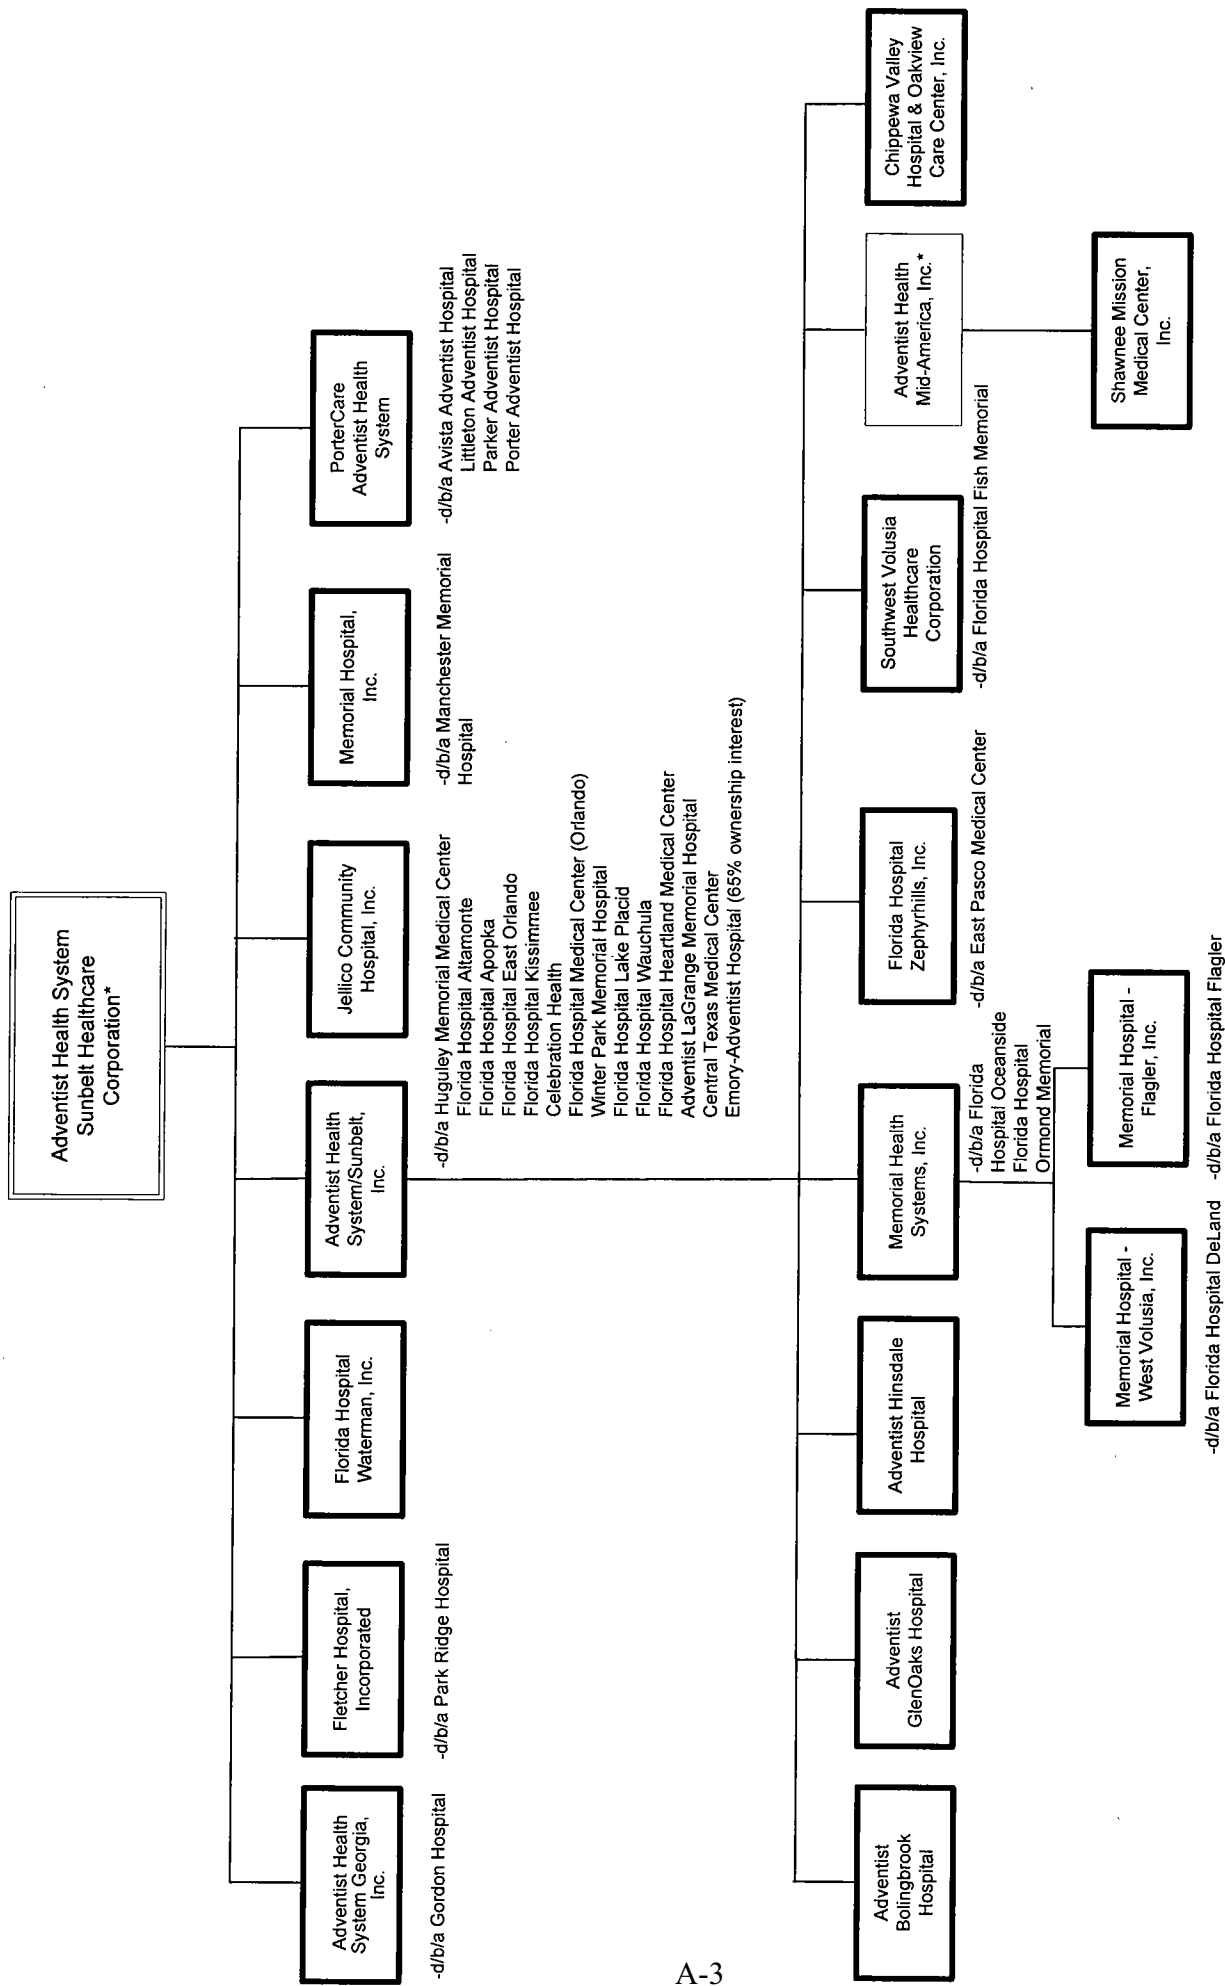 Adventist Health System
Sunbelt Healthcare
Corporation*
Adventist Health
System Georgia,
Inc.
-d/b/a Gordon Hospital
Fletcher Hospital,
Incorporated
-d/b/a Park Ridge Hospital
Florida Hospital
Waterman, Inc.
Adventist Health
System/Sunbelt,
Inc.
-d/b/a Huguley Memorial Medical Center
Florida Hospital Altamonte
Florida Hospital Apopka
Florida Hospital East Orlando
Florida Hospital Kissimmee
Celebration Health
Florida Hospital Medical Center (Orlando)
Winter Park Memorial Hospital
Florida Hospital Lake Placid
Florida Hospital Wauchula
Florida Hospital Heartland Medical Center
Adventist LaGrange Memorial Hospital
Central Texas Medical Center
Emory-Adventist Hospital (65% ownership interest)
Jellico Community
Hospital, Inc.
Memorial Hospital,
Inc.
-d/b/a Manchester Memorial
Hospital
PorterCare
Adventist Health
System
-d/b/a Avista Adventist Hospital
Littleton Adventist Hospital
Parker Adventist Hospital
Porter Adventist Hospital
Adventist
Bolingbrook
Hospital
Adventist
GlenOaks Hospital
Adventist Hinsdale
Hospital
Memorial Health
Systems, Inc.
-d/b/a Florida
Hospital Oceanside
Florida Hospital
Ormond Memorial
Memorial Hospital -
West Volusia, Inc.
-d/b/a Florida Hospital DeLand
Memorial Hospital -
Flagler, Inc.
-d/b/a Florida Hospital Flagler
Florida Hospital
Zephyrhills, Inc.
-d/b/a East Pasco Medical Center
Southwest Volusia
Healthcare
Corporation
-d/b/a Florida Hospital Fish Memorial
Adventist Health
Mid-America, Inc.*
Shawnee Mission
Medical Center,
Inc.
Chippewa Valley
Hospital & Oakview
Care Center, Inc.
A-3